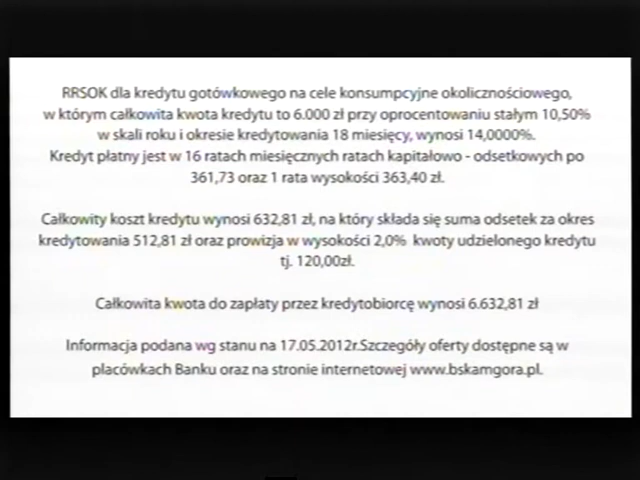 RRSOK dla kredytu gotówkowego na cele konsumpcyjne okolicznościowego,
w którym całkowita kwota kredytu to 6.000 zł przy oprocentowaniu stałym 10,50%
w skali roku i okresie kredytowania 18 miesięcy, wynosi 14,0000%.
Kredyt płatny jest w 16 ratach miesięcznych ratach kapitałowo - odsetkowych po
361,73 oraz 1 rata wysokości 363,40 zł.
Całkowity koszt kredytu wynosi 632,81 zł, na który składa się suma odsetek za okres
kredytowania 512,81 zł oraz prowizja w wysokości 2,0% kwoty udzielonego kredytu
tj. 120,00zł.
Całkowita kwota do zapłaty przez kredytobiorcę wynosi 6.632,81 zł
Informacja podana wg stanu na 17.05.2012r.Szczegóły oferty dostępne są w
placówkach Banku oraz na stronie internetowej www.bskamgora.pl.